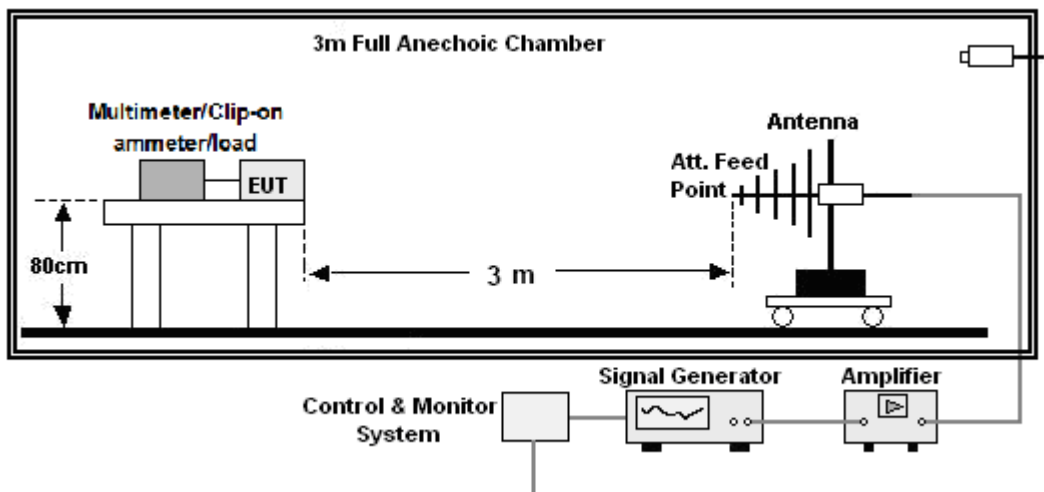 3m Full Anechoic Chamber
Multimeter/Clip-on
ammeter/load
EUT
Antenna
Att. Feed
Point
80cm
3 m
Signal Generator
Amplifier
Control & Monitor
System